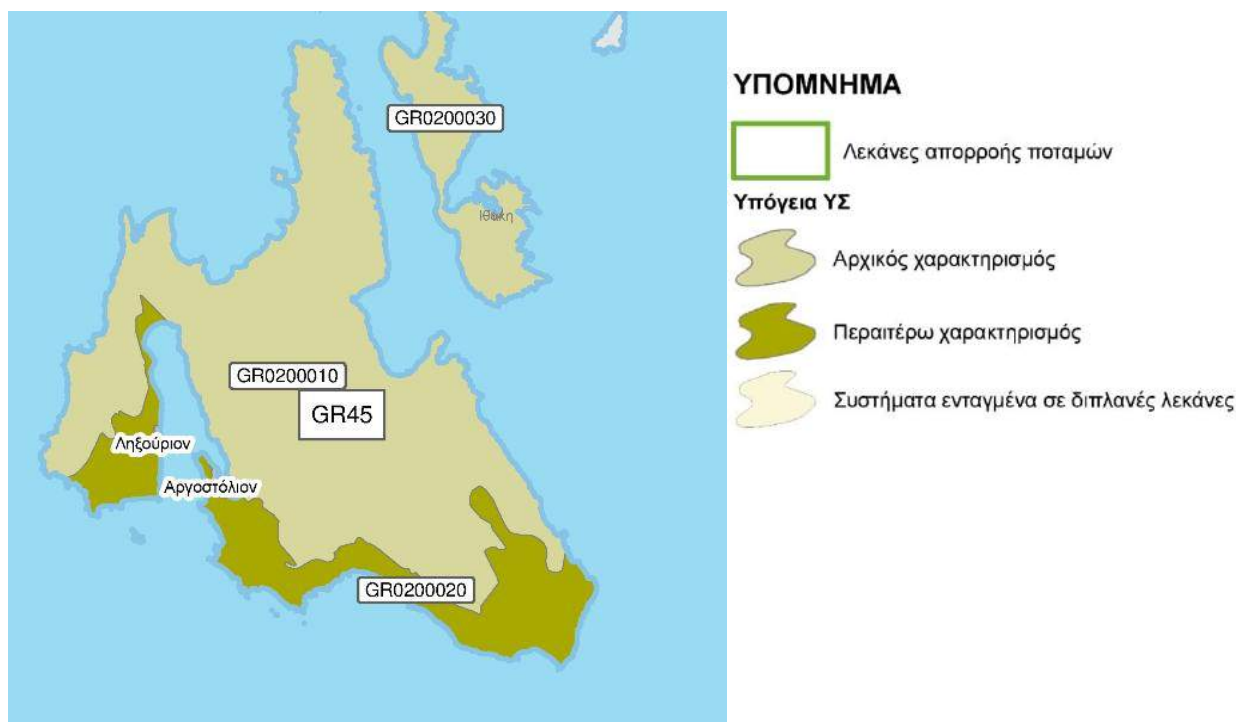 GR0200030
Ιθάκη
GR0200010
GR45
Ληξούριον
Αργοστόλιον
GR0200020
ΥΠΟΜΝΗΜΑ
Λεκάνες απορροής ποταμών
Υπόγεια ΥΣ
Αρχικός χαρακτηρισμός
Περαιτέρω χαρακτηρισμός
Συστήματα ενταγμένα σε διπλανές λεκάνες